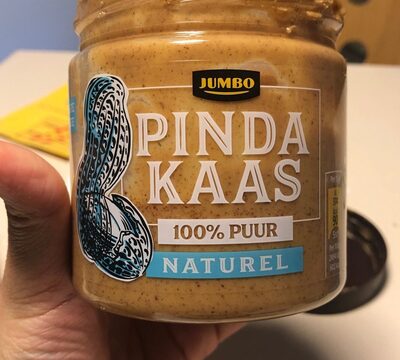 JUMBO
PINDA
KAAS
100% PUUR
NATUREL